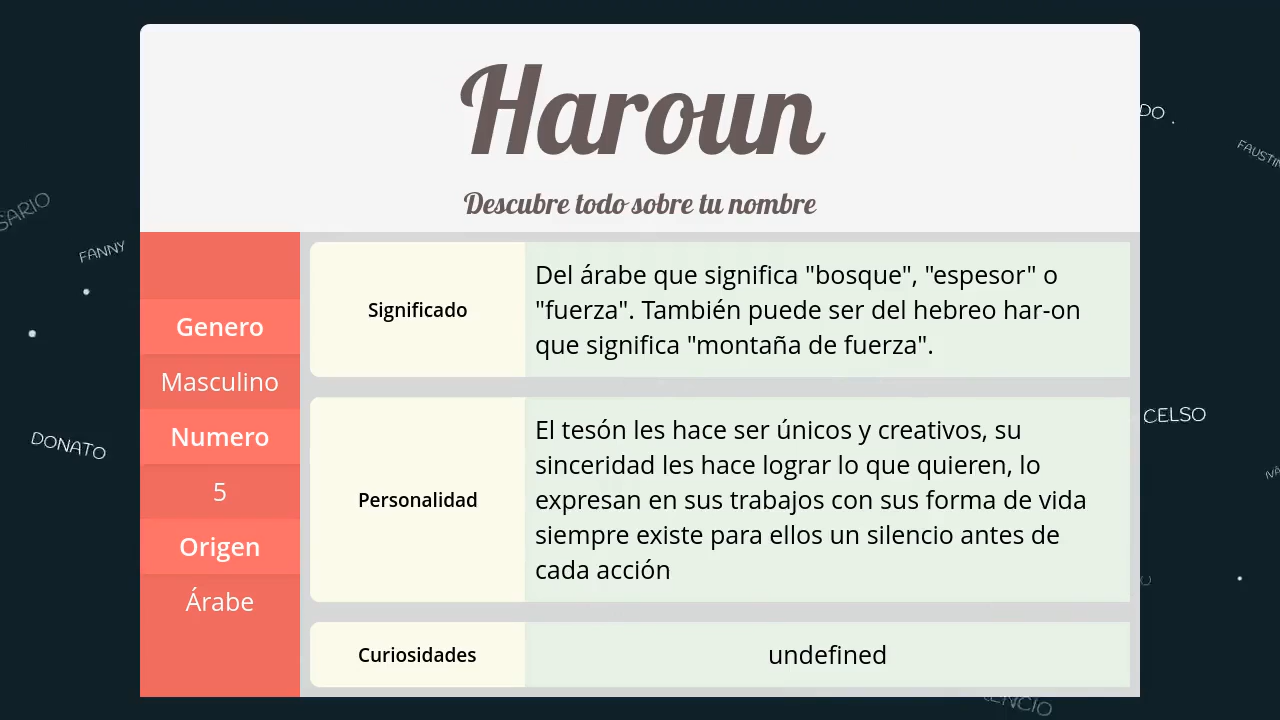 Haroun
Descubre todo sobre tu nombre
DO
FAUSTIN
SARIO
FANNY
DONATO
CELSO
Genero
Masculino
Numero
5
Origen
Árabe
Significado
Del árabe que significa "bosque", "espesor" o
"fuerza". También puede ser del hebreo har-on
que significa "montaña de fuerza".
Personalidad
El tesón les hace ser únicos y creativos, su
sinceridad les hace lograr lo que quieren, lo
expresan en sus trabajos con sus forma de vida
siempre existe para ellos un silencio antes de
cada acción
Curiosidades
undefined